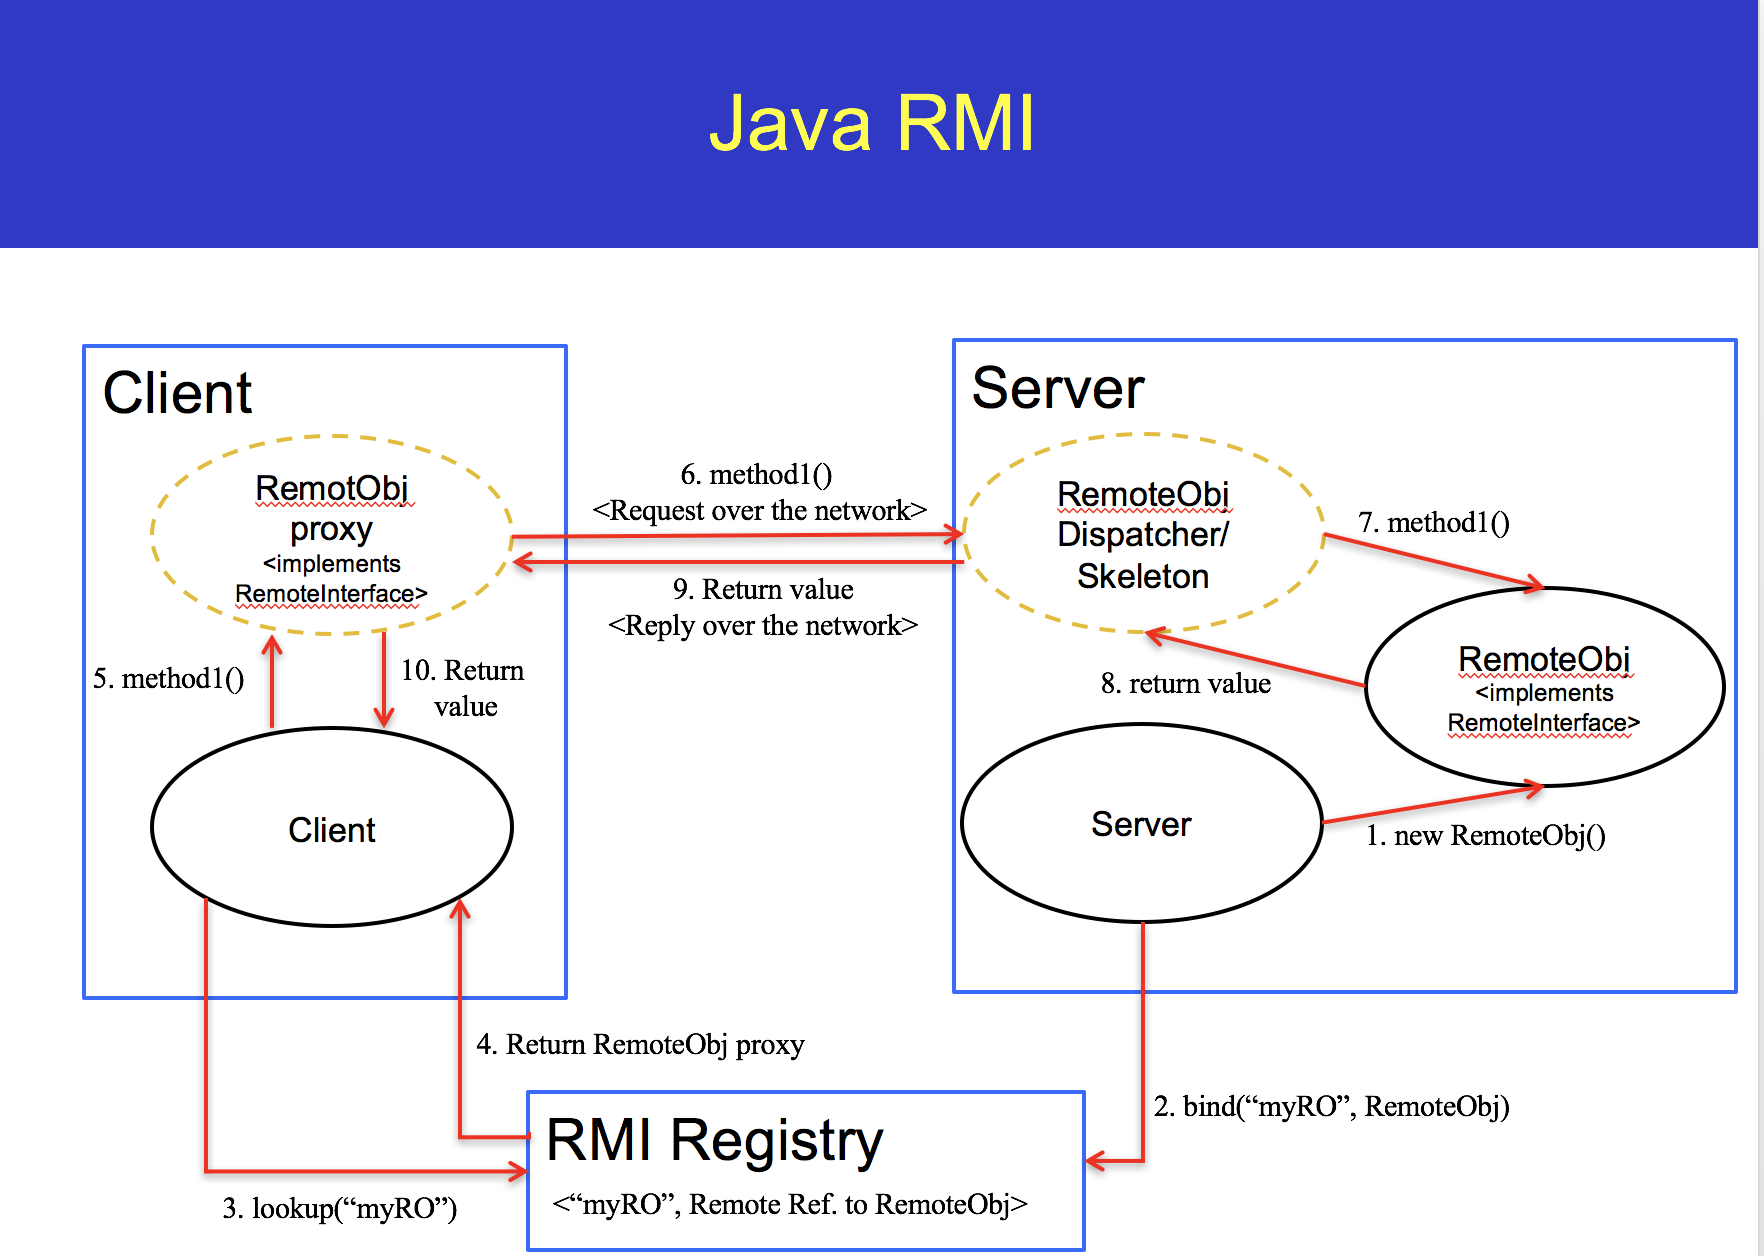 Java RMI
Client
RemotObj
proxy
<implements
RemoteInterface>
5. method1()
10. Return
value
Client
6. method1()
<Request over the network>
9. Return value
<Reply over the network>
Server
RemoteObj
Dispatcher/
Skeleton
7. method1()
RemoteObj
<implements
RemoteInterface>
8. return value
Server
1. new RemoteObj()
4. Return RemoteObj proxy
2. bind(“myRO”, RemoteObj)
RMI Registry
<“myRO”, Remote Ref. to RemoteObj>
3. lookup(“myRO”)